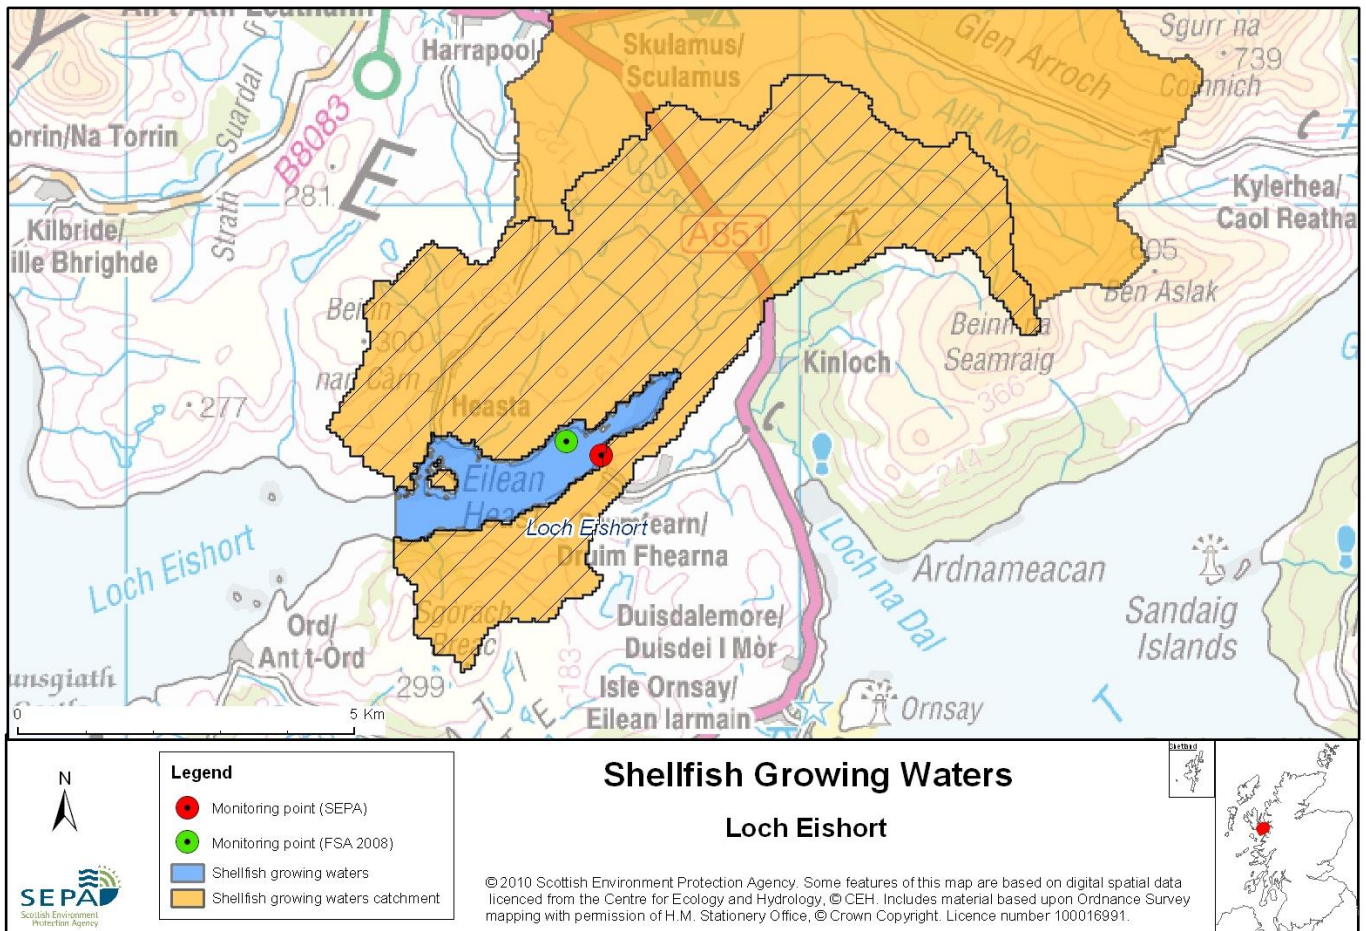 Harrapool
Skulamus/
Sculamus
Glen Arroch
Sgurr na
739
Coinnich
Allt Mòr
orrin/Na Torrin
Strath Suardal
B8083
281
E
Kilbride/
ille Bhrighde
A851
Kylerhea/
Caol Reatha
605
Ben Aslak
Beinn
300
nan Càrn
277
Heasta
Kinloch
Beinn na
Seamraig
366
244
Eilean
Loch Eishort
Loch Eishort
Druim Fhearna
Loch na Dal
Ardnameacan
Sandaig
Islands
Sgorach
Breac
Ord/
Ant t-Ord
Duisdalemore/
Duisdei I Mòr
299
183
Isle Ornsay/
Eilean Iarmain
Ornsay
unsgiath
T
E
T
0
5 Km
N
SEPA
Scottish Environment
Protection Agency
Legend
Monitoring point (SEPA)
Monitoring point (FSA 2008)
Shellfish growing waters
Shellfish growing waters catchment
Shellfish Growing Waters
Loch Eishort
© 2010 Scottish Environment Protection Agency. Some features of this map are based on digital spatial data
licenced from the Centre for Ecology and Hydrology, © CEH. Includes material based upon Ordnance Survey
mapping with permission of H.M. Stationery Office, © Crown Copyright. Licence number 100016991.
Shetland